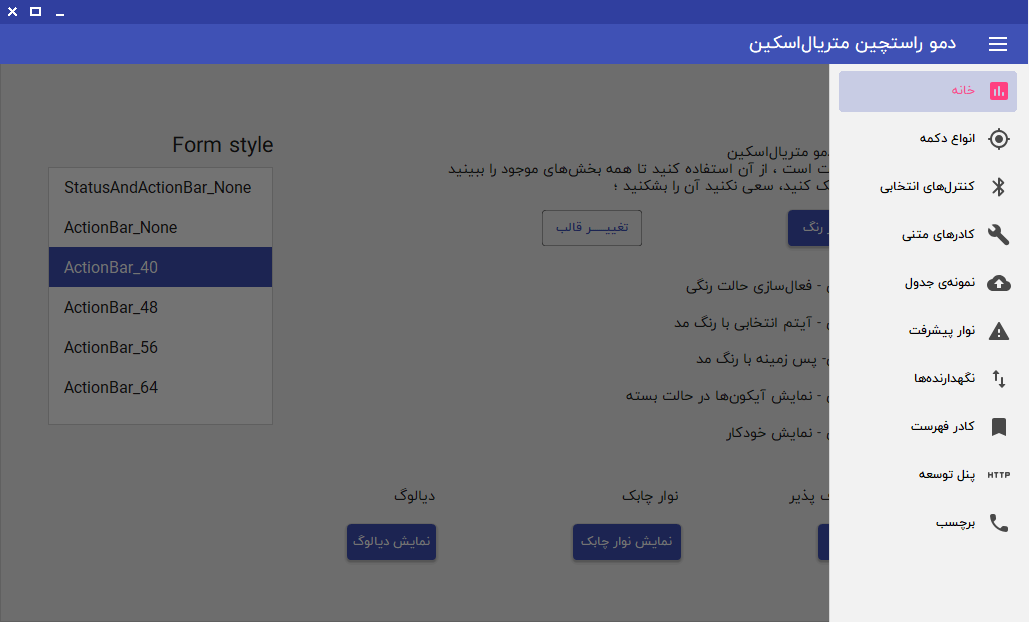 دمو راستچین متریال‌اسکین
خانه
انواع دکمه
کنترل‌های انتخابی
کادرهای متنی
نمونه‌ی جدول
نوار پیشرفت
نگهدارنده‌ها
کادر فهرست
پنل توسعه
HTTP
برچسب
دمو متریال‌اسکین
است ، از آن استفاده کنید تا همه بخش‌های موجود را ببینید
کنید، سعی نکنید آن را بشکنید ؛
رنگ
تغییـــر قالب
- فعال‌سازی حالت رنگی
- آیتم انتخابی با رنگ مد
- پس زمینه با رنگ مد
- نمایش آیکون‌ها در حالت بسته
- نمایش خودکار
پذیر
نوار چابک
دیالوگ
نمایش نوار چابک
نمایش دیالوگ
Form style
StatusAndActionBar_None
ActionBar_None
ActionBar_40
ActionBar_48
ActionBar_56
ActionBar_64